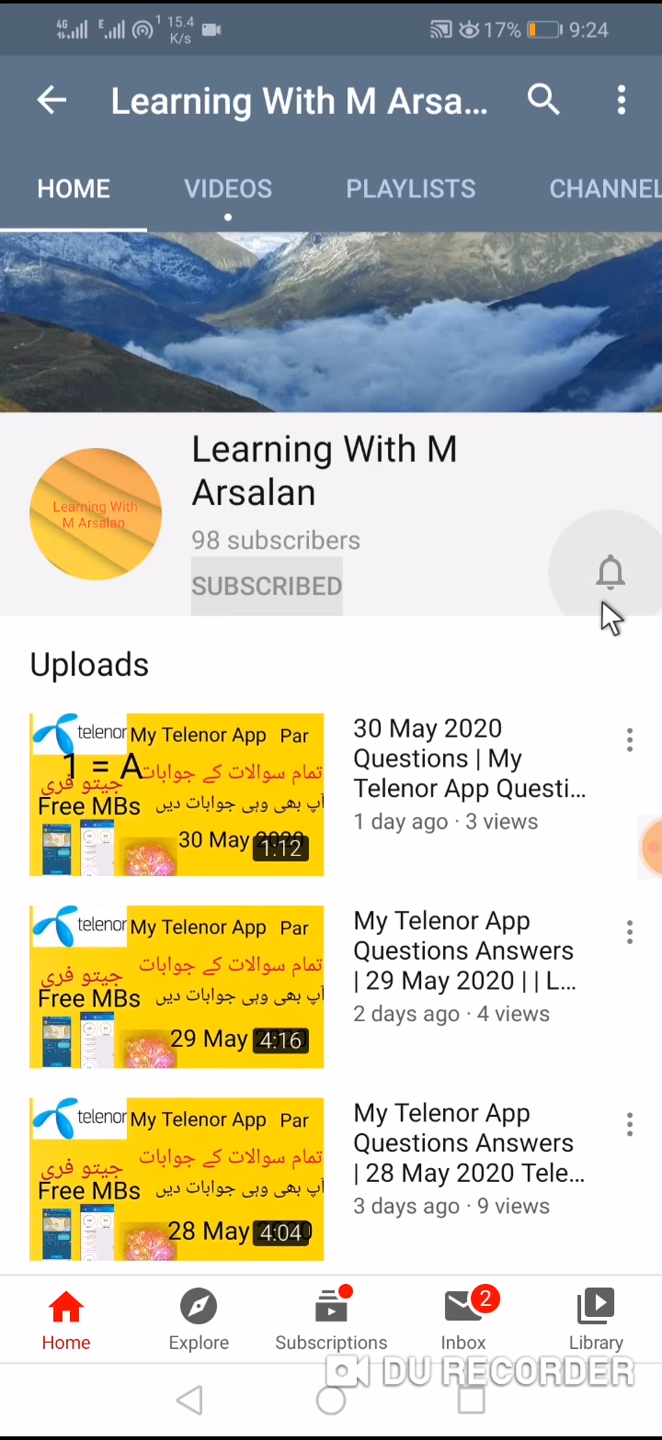 4G E 1 15.4 K/s 17% 9:24
Learning With M Arsa...
HOME VIDEOS PLAYLISTS CHANNEL
Learning With M
Arsalan
Learning With
M Arsalan
98 subscribers
SUBSCRIBED
Uploads
telenor My Telenor App Par
1 = A
تمام سوالات کے جوابات
جیتو فری
Free MBs
آپ بھی وہی جوابات دیں
30 May 2020
1:12
30 May 2020
Questions | My
Telenor App Questi...
1 day ago · 3 views
telenor My Telenor App Par
تمام سوالات کے جوابات
جیتو فری
Free MBs
آپ بھی وہی جوابات دیں
29 May
4:16
My Telenor App
Questions Answers
| 29 May 2020 | | L...
2 days ago · 4 views
telenor My Telenor App Par
تمام سوالات کے جوابات
جیتو فری
Free MBs
آپ بھی وہی جوابات دیں
28 May
4:04
My Telenor App
Questions Answers
| 28 May 2020 Tele...
3 days ago · 9 views
2
Home Explore Subscriptions Inbox Library
DU RECORDER